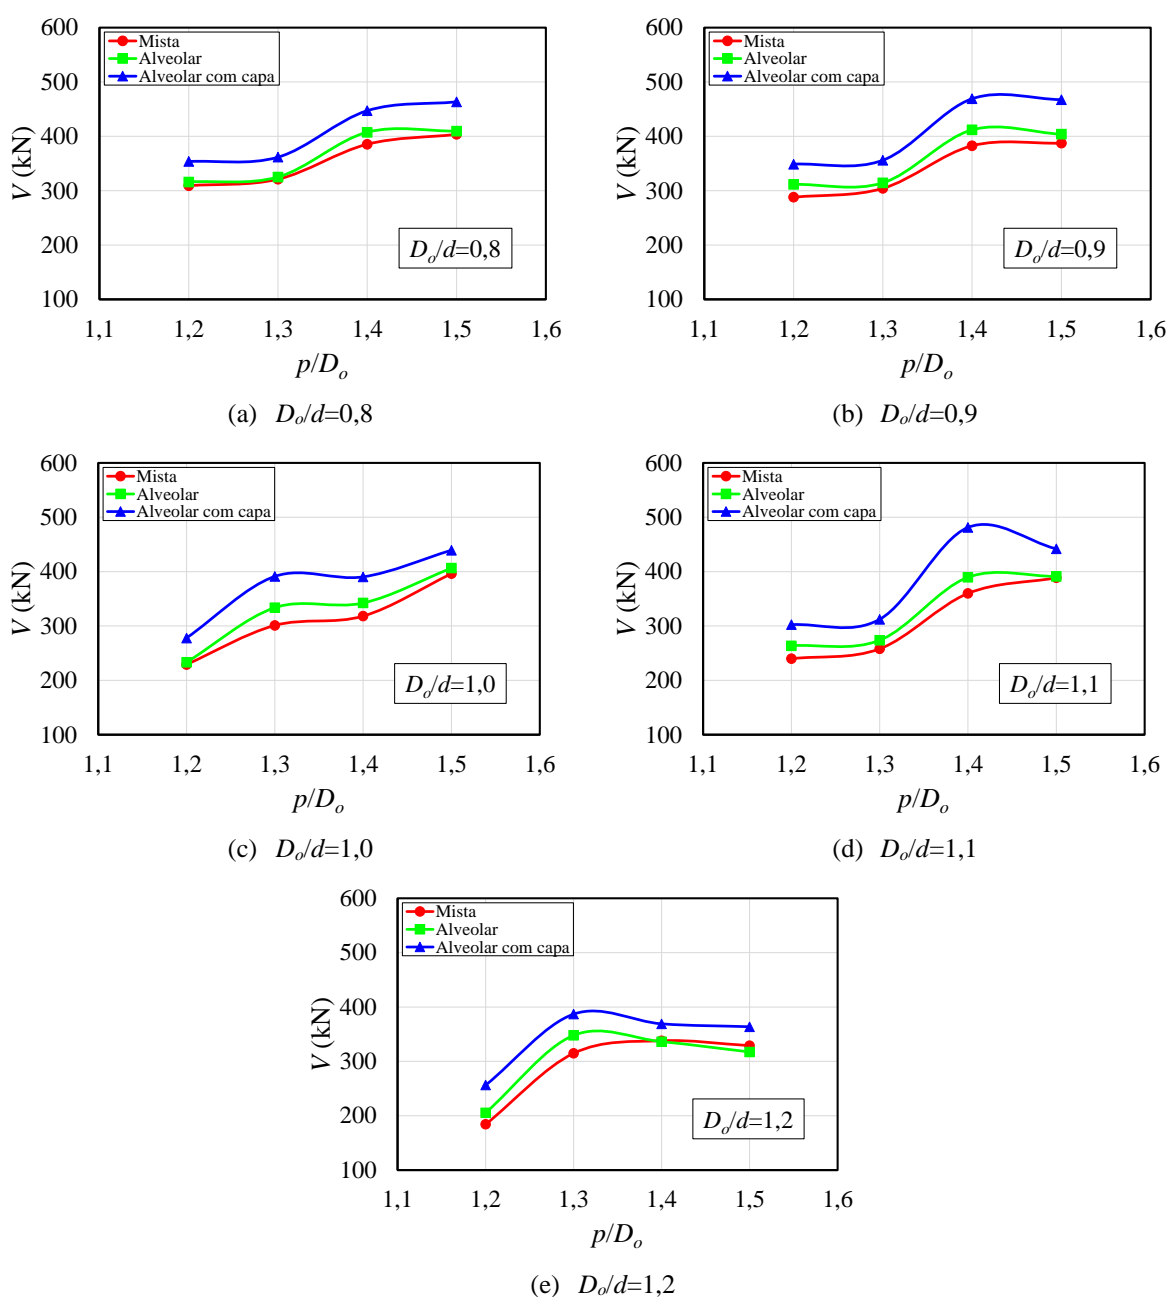 600
500
400
300
200
100
V (kN)
Mista
Alveolar
Alveolar com capa
Do/d=0,8
1,1 1,2 1,3 1,4 1,5 1,6
p/Do
(a) Do/d=0,8
600
500
400
300
200
100
V (kN)
Mista
Alveolar
Alveolar com capa
Do/d=0,9
1,1 1,2 1,3 1,4 1,5 1,6
p/Do
(b) Do/d=0,9
600
500
400
300
200
100
V (kN)
Mista
Alveolar
Alveolar com capa
Do/d=1,0
1,1 1,2 1,3 1,4 1,5 1,6
p/Do
(c) Do/d=1,0
600
500
400
300
200
100
V (kN)
Mista
Alveolar
Alveolar com capa
Do/d=1,1
1,1 1,2 1,3 1,4 1,5 1,6
p/Do
(d) Do/d=1,1
600
500
400
300
200
100
V (kN)
Mista
Alveolar
Alveolar com capa
Do/d=1,2
1,1 1,2 1,3 1,4 1,5 1,6
p/Do
(e) Do/d=1,2